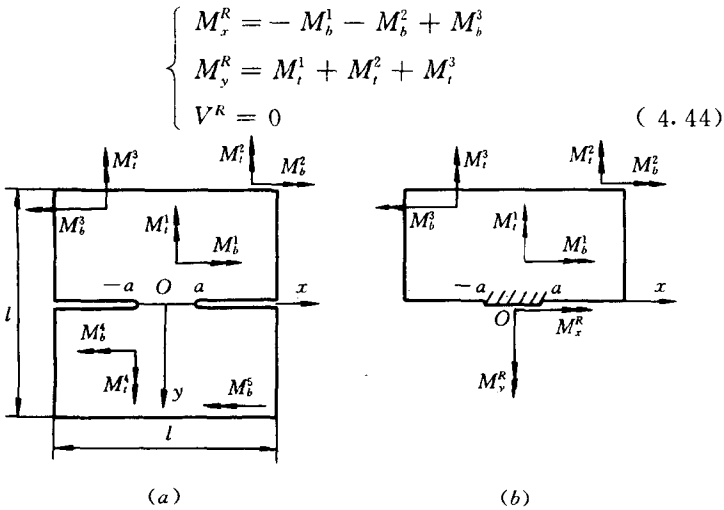 M_x^R = − M_b^1 − M_b^2 + M_b^3
M_y^R = M_t^1 + M_t^2 + M_t^3
V^R = 0 (4.44)
M_t^3 M_t^2 M_b^2
M_b^3 M_t^1 M_b^1
−a O a x
l
M_b^4
M_t^4 y M_b^5
l
(a)
M_t^3 M_t^2 M_b^2
M_b^3 M_t^1 M_b^1
−a a x
O M_x^R
M_y^R
(b)